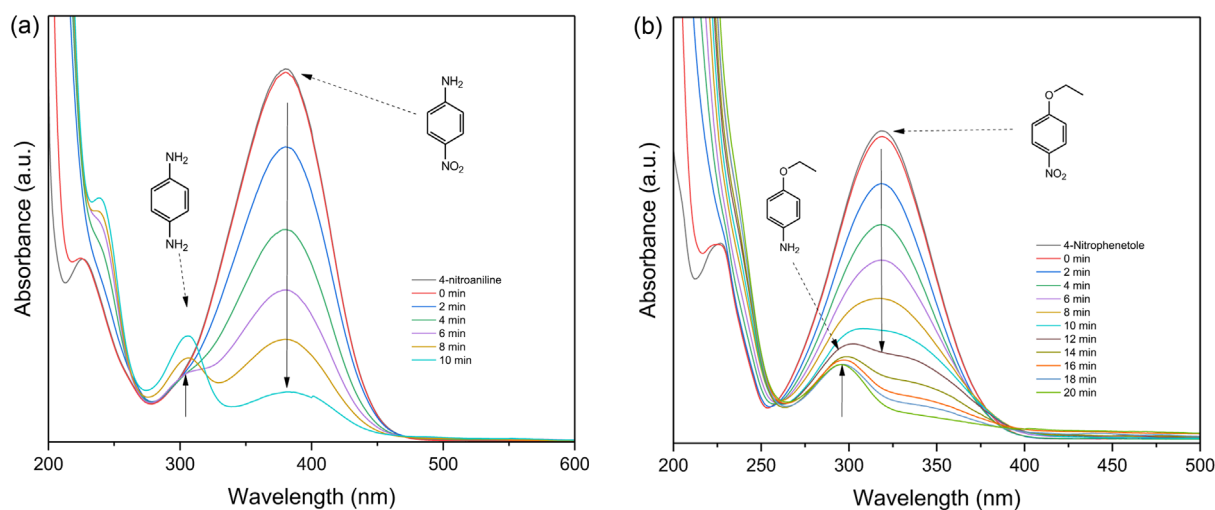 (a)
Absorbance (a.u.)
NH₂
NO₂
NH₂
NH₂
4-nitroaniline
0 min
2 min
4 min
6 min
8 min
10 min
200 300 400 500 600
Wavelength (nm)
(b)
Absorbance (a.u.)
O
NO₂
O
NH₂
4-Nitrophenetole
0 min
2 min
4 min
6 min
8 min
10 min
12 min
14 min
16 min
18 min
20 min
200 250 300 350 400 450 500
Wavelength (nm)